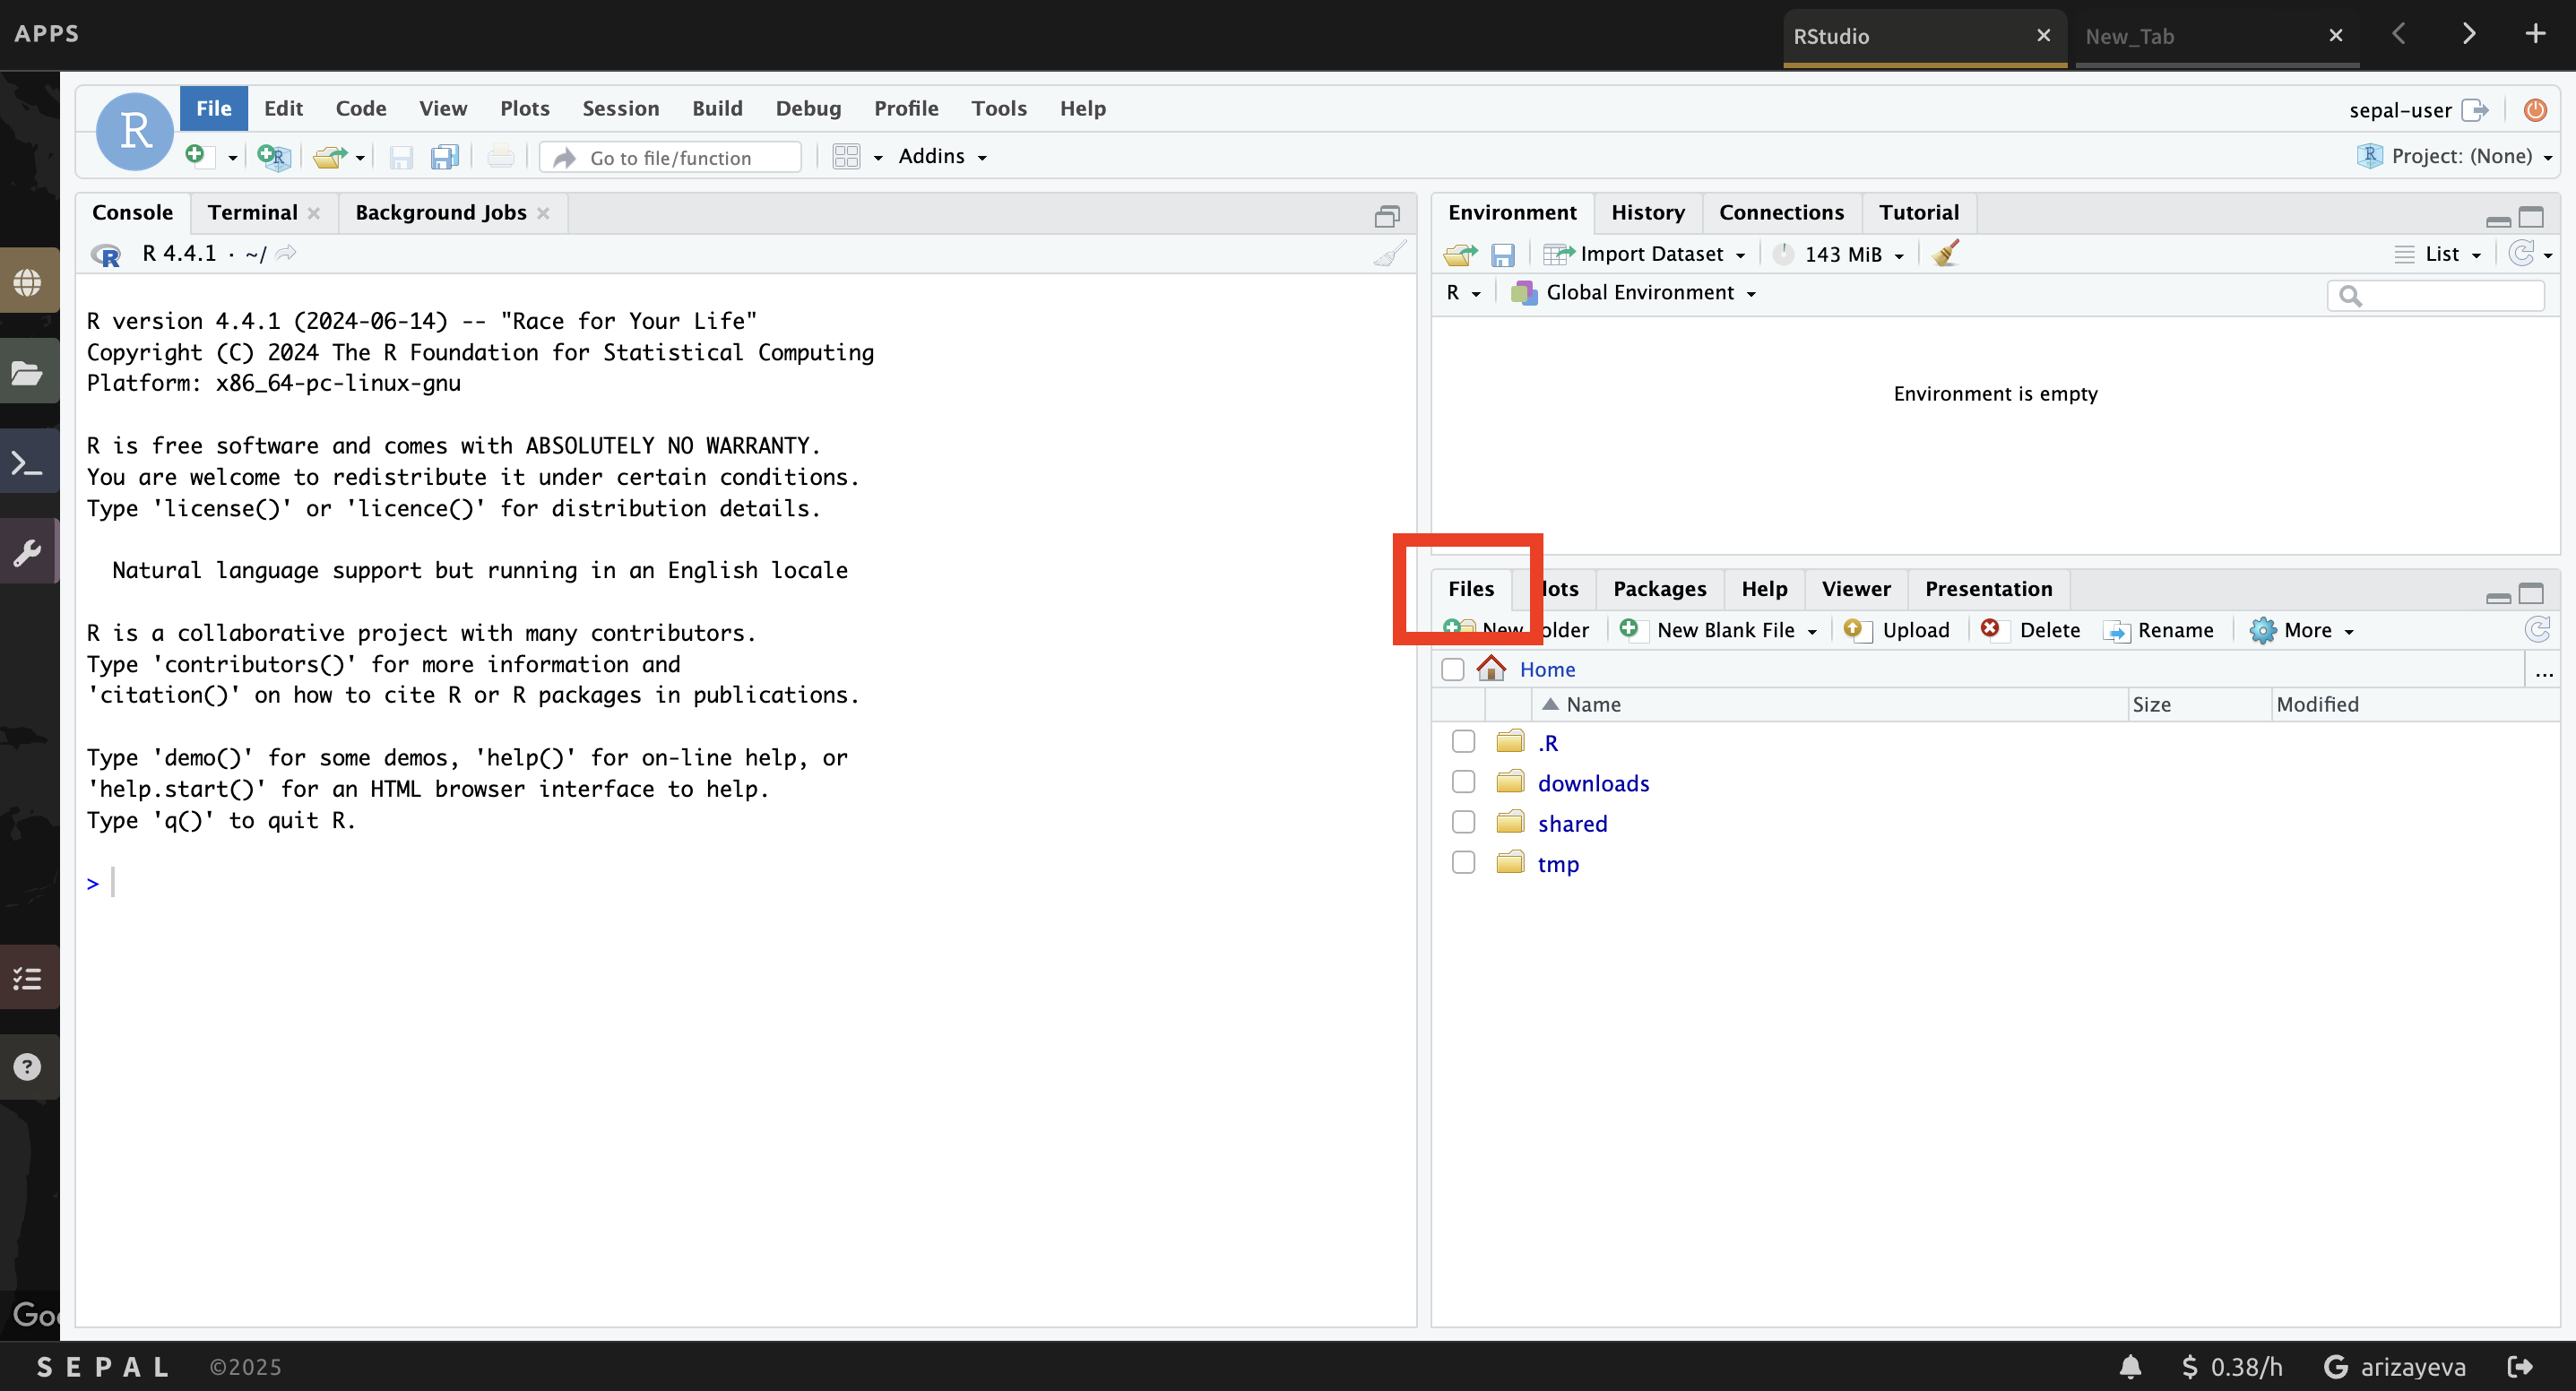 APPS
RStudio
New_Tab
R
File Edit Code View Plots Session Build Debug Profile Tools Help
sepal-user
Go to file/function
Addins
Project: (None)
Console Terminal Background Jobs
R 4.4.1 · ~/
R version 4.4.1 (2024-06-14) -- "Race for Your Life"
Copyright (C) 2024 The R Foundation for Statistical Computing
Platform: x86_64-pc-linux-gnu
R is free software and comes with ABSOLUTELY NO WARRANTY.
You are welcome to redistribute it under certain conditions.
Type 'license()' or 'licence()' for distribution details.
Natural language support but running in an English locale
R is a collaborative project with many contributors.
Type 'contributors()' for more information and
'citation()' on how to cite R or R packages in publications.
Type 'demo()' for some demos, 'help()' for on-line help, or
'help.start()' for an HTML browser interface to help.
Type 'q()' to quit R.
>
Environment History Connections Tutorial
Import Dataset 143 MiB List
R Global Environment
Environment is empty
Files lots Packages Help Viewer Presentation
New older New Blank File Upload Delete Rename More
Home ...
Name Size Modified
.R
downloads
shared
tmp
Goo
SEPAL ©2025
$ 0.38/h G arizayeva